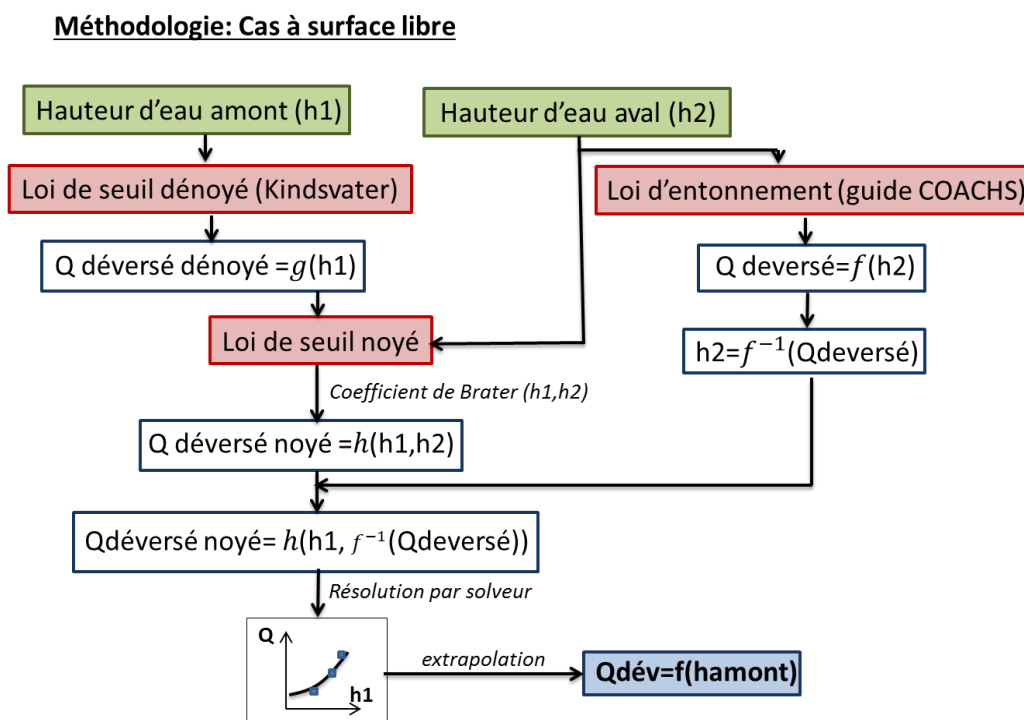 Méthodologie: Cas à surface libre
Hauteur d'eau amont (h1)
Hauteur d'eau aval (h2)
Loi de seuil dénoyé (Kindsvater)
Loi d'entonnement (guide COACHS)
Q déversé dénoyé =g(h1)
Q deversé=f(h2)
Loi de seuil noyé
h2=f⁻¹(Qdeversé)
Coefficient de Brater (h1,h2)
Q déversé noyé =h(h1,h2)
Qdéversé noyé= h(h1, f⁻¹(Qdeversé))
Résolution par solveur
Q
h1
extrapolation
Qdév=f(hamont)